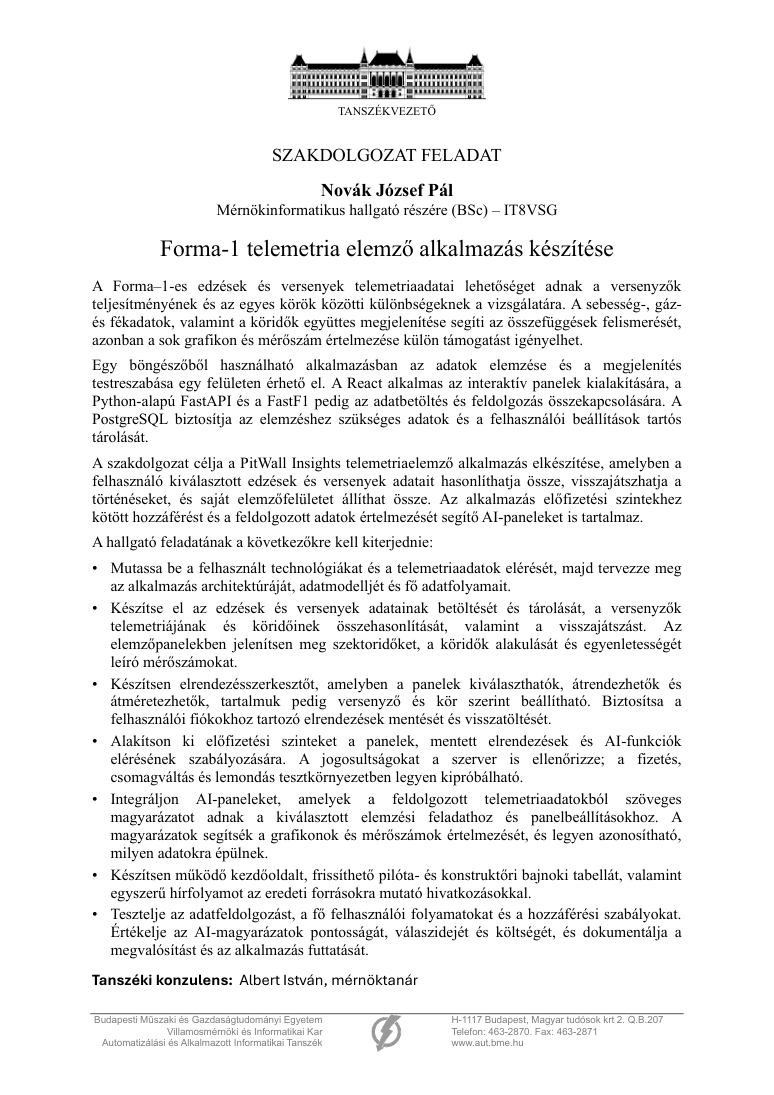 TANSZÉKVEZETŐ
SZAKDOLGOZAT FELADAT
Novák József Pál
Mérnökinformatikus hallgató részére (BSc) – IT8VSG
Forma-1 telemetria elemző alkalmazás készítése
A Forma–1-es edzések és versenyek telemetriaadatai lehetőséget adnak a versenyzők
teljesítményének és az egyes körök közötti különbségeknek a vizsgálatára. A sebesség-, gáz-
és fékadatok, valamint a köridők együttes megjelenítése segíti az összefüggések felismerését,
azonban a sok grafikon és mérőszám értelmezése külön támogatást igényelhet.
Egy böngészőből használható alkalmazásban az adatok elemzése és a megjelenítés
testreszabása egy felületen érhető el. A React alkalmas az interaktív panelek kialakítására, a
Python-alapú FastAPI és a FastF1 pedig az adatbetöltés és feldolgozás összekapcsolására. A
PostgreSQL biztosítja az elemzéshez szükséges adatok és a felhasználói beállítások tartós
tárolását.
A szakdolgozat célja a PitWall Insights telemetriaelemző alkalmazás elkészítése, amelyben a
felhasználó kiválasztott edzések és versenyek adatait hasonlíthatja össze, visszajátszhatja a
történéseket, és saját elemzőfelületet állíthat össze. Az alkalmazás előfizetési szintekhez
kötött hozzáférést és a feldolgozott adatok értelmezését segítő AI-paneleket is tartalmaz.
A hallgató feladatának a következőkre kell kiterjednie:
• Mutassa be a felhasznált technológiákat és a telemetriaadatok elérését, majd tervezze meg
az alkalmazás architektúráját, adatmodelljét és fő adatfolyamait.
• Készítse el az edzések és versenyek adatainak betöltését és tárolását, a versenyzők
telemetriájának és köridőinek összehasonlítását, valamint a visszajátszást. Az
elemzőpanelekben jelenítsen meg szektoridőket, a köridők alakulását és egyenletességét
leíró mérőszámokat.
• Készítsen elrendezésszerkesztőt, amelyben a panelek kiválaszthatók, átrendezhetők és
átméretezhetők, tartalmuk pedig versenyző és kör szerint beállítható. Biztosítsa a
felhasználói fiókokhoz tartozó elrendezések mentését és visszatöltését.
• Alakítson ki előfizetési szinteket a panelek, mentett elrendezések és AI-funkciók
elérésének szabályozására. A jogosultságokat a szerver is ellenőrizze; a fizetés,
csomagváltás és lemondás tesztkörnyezetben legyen kipróbálható.
• Integráljon AI-paneleket, amelyek a feldolgozott telemetriaadatokból szöveges
magyarázatot adnak a kiválasztott elemzési feladathoz és panelbeállításokhoz. A
magyarázatok segítsék a grafikonok és mérőszámok értelmezését, és legyen azonosítható,
milyen adatokra épülnek.
• Készítsen működő kezdőoldalt, frissíthető pilóta- és konstruktőri bajnoki tabellát, valamint
egyszerű hírfolyamot az eredeti forrásokra mutató hivatkozásokkal.
• Tesztelje az adatfeldolgozást, a fő felhasználói folyamatokat és a hozzáférési szabályokat.
Értékelje az AI-magyarázatok pontosságát, válaszidejét és költségét, és dokumentálja a
megvalósítást és az alkalmazás futtatását.
Tanszéki konzulens: Albert István, mérnöktanár
Budapesti Műszaki és Gazdaságtudományi Egyetem
Villamosmérnöki és Informatikai Kar
Automatizálási és Alkalmazott Informatikai Tanszék
H-1117 Budapest, Magyar tudósok krt 2. Q.B.207
Telefon: 463-2870. Fax: 463-2871
www.aut.bme.hu